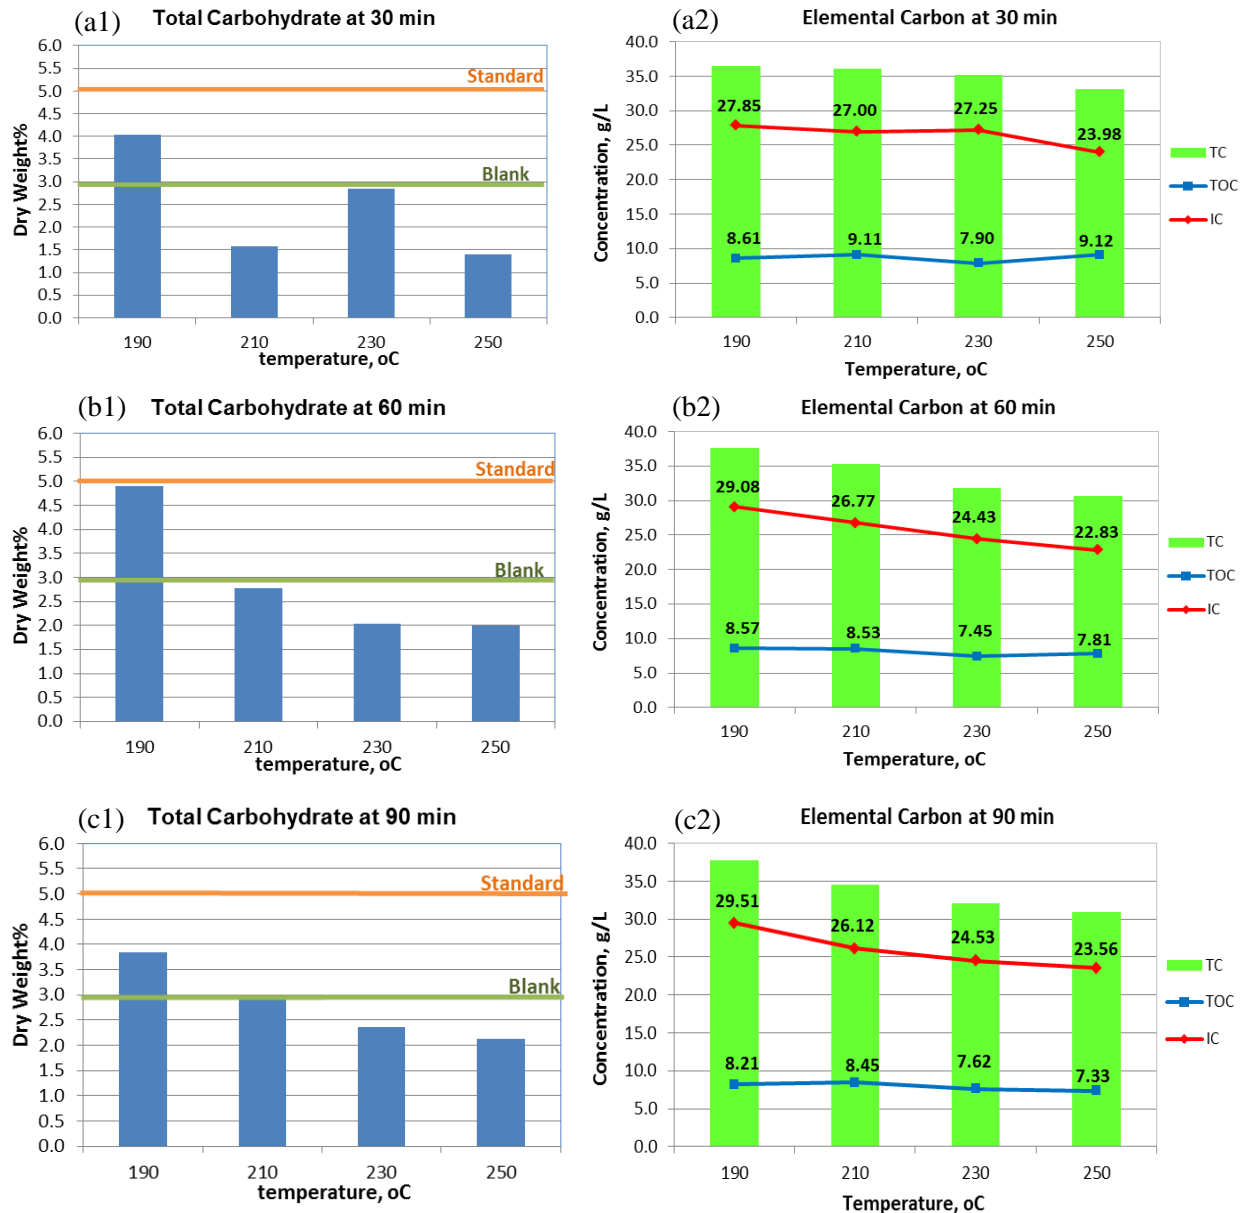 (a1) Total Carbohydrate at 30 min
Dry Weight%
6.0
5.5
5.0
4.5
4.0
3.5
3.0
2.5
2.0
1.5
1.0
0.5
0.0
Standard
Blank
190 210 230 250
temperature, oC
(a2) Elemental Carbon at 30 min
Concentration, g/L
40.0
35.0
30.0
25.0
20.0
15.0
10.0
5.0
0.0
27.85 27.00 27.25 23.98
8.61 9.11 7.90 9.12
190 210 230 250
Temperature, oC
TC
TOC
IC
(b1) Total Carbohydrate at 60 min
Dry Weight%
6.0
5.5
5.0
4.5
4.0
3.5
3.0
2.5
2.0
1.5
1.0
0.5
0.0
Standard
Blank
190 210 230 250
temperature, oC
(b2) Elemental Carbon at 60 min
Concentration, g/L
40.0
35.0
30.0
25.0
20.0
15.0
10.0
5.0
0.0
29.08 26.77 24.43 22.83
8.57 8.53 7.45 7.81
190 210 230 250
Temperature, oC
TC
TOC
IC
(c1) Total Carbohydrate at 90 min
Dry Weight%
6.0
5.5
5.0
4.5
4.0
3.5
3.0
2.5
2.0
1.5
1.0
0.5
0.0
Standard
Blank
190 210 230 250
temperature, oC
(c2) Elemental Carbon at 90 min
Concentration, g/L
40.0
35.0
30.0
25.0
20.0
15.0
10.0
5.0
0.0
29.51 26.12 24.53 23.56
8.21 8.45 7.62 7.33
190 210 230 250
Temperature, oC
TC
TOC
IC